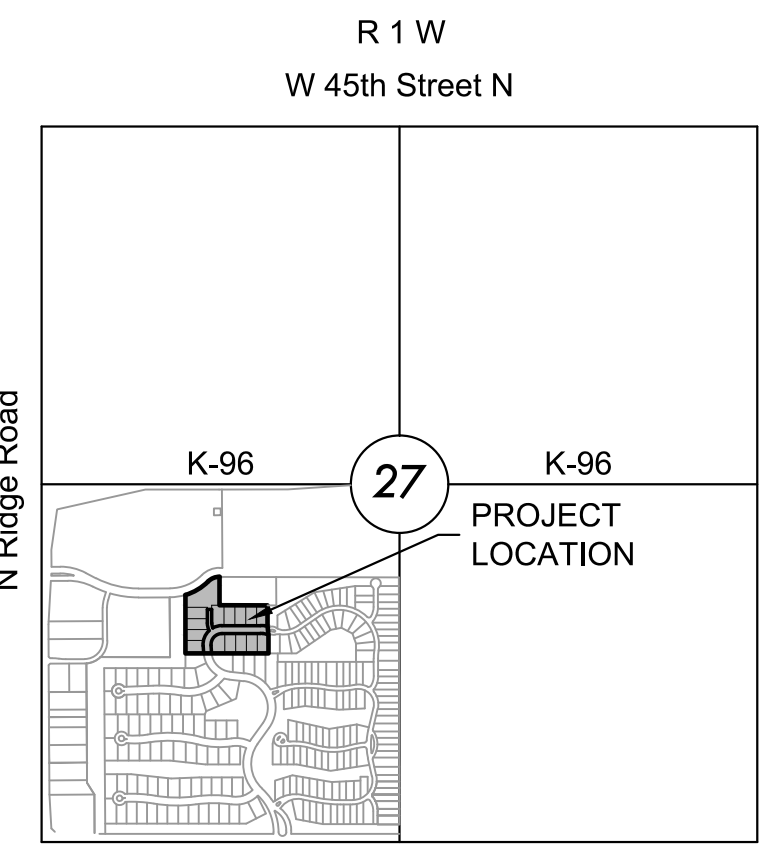 R 1 W
W 45th Street N
N Ridge Road
K-96
27
K-96
PROJECT
LOCATION